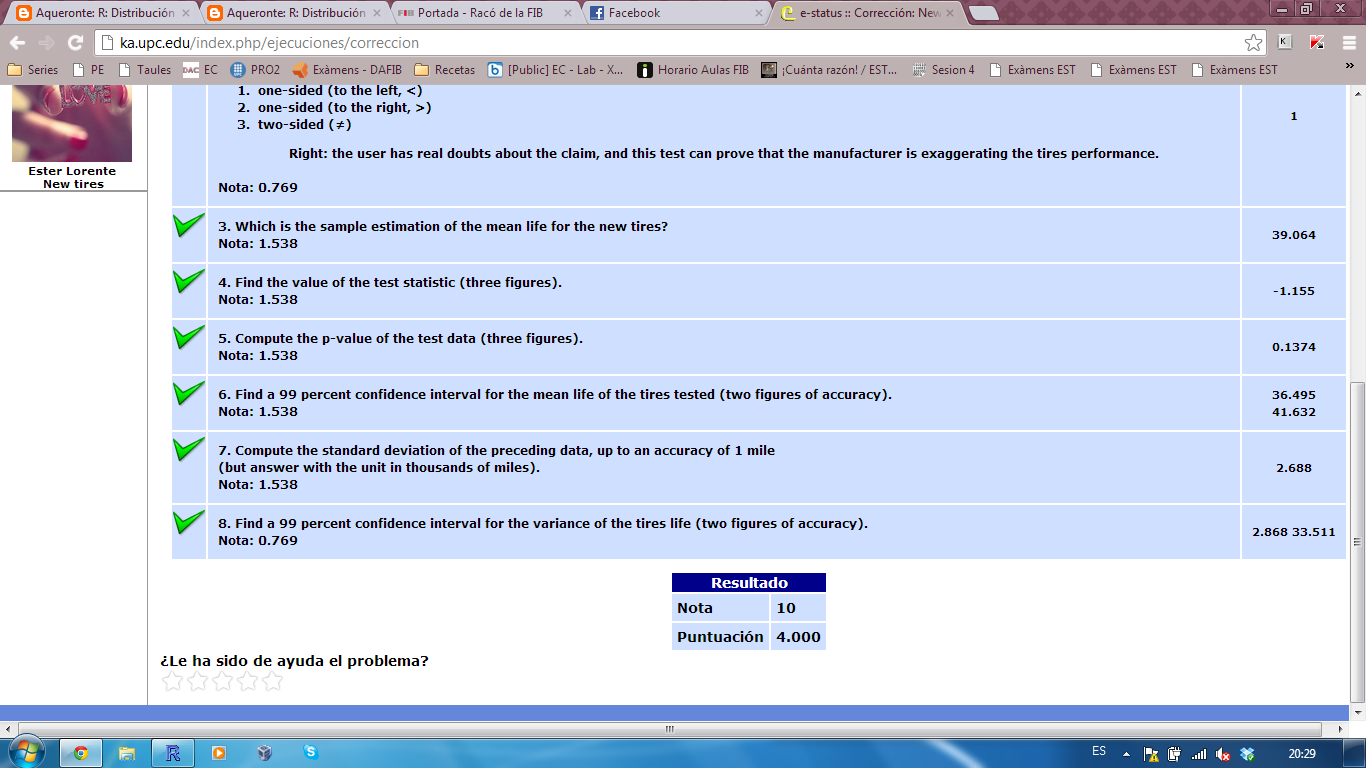 Aqueronte: R: Distribución
Aqueronte: R: Distribución
Portada - Racó de la FIB
Facebook
e-status :: Corrección: New
ka.upc.edu/index.php/ejecuciones/correccion
Series
PE
Taules
DAC EC
PRO2
Exàmens - DAFIB
Recetas
[Public] EC - Lab - X...
Horario Aulas FIB
¡Cuánta razón! / EST...
Sesion 4
Exàmens EST
Exàmens EST
Exàmens EST
»
LOVE
Ester Lorente
New tires
1. one-sided (to the left, <)
2. one-sided (to the right, >)
3. two-sided (≠)
1
Right: the user has real doubts about the claim, and this test can prove that the manufacturer is exaggerating the tires performance.
Nota: 0.769
3. Which is the sample estimation of the mean life for the new tires?
Nota: 1.538
39.064
4. Find the value of the test statistic (three figures).
Nota: 1.538
-1.155
5. Compute the p-value of the test data (three figures).
Nota: 1.538
0.1374
6. Find a 99 percent confidence interval for the mean life of the tires tested (two figures of accuracy).
Nota: 1.538
36.495
41.632
7. Compute the standard deviation of the preceding data, up to an accuracy of 1 mile
(but answer with the unit in thousands of miles).
Nota: 1.538
2.688
8. Find a 99 percent confidence interval for the variance of the tires life (two figures of accuracy).
Nota: 0.769
2.868 33.511
Resultado
Nota 10
Puntuación 4.000
¿Le ha sido de ayuda el problema?
ES
20:29